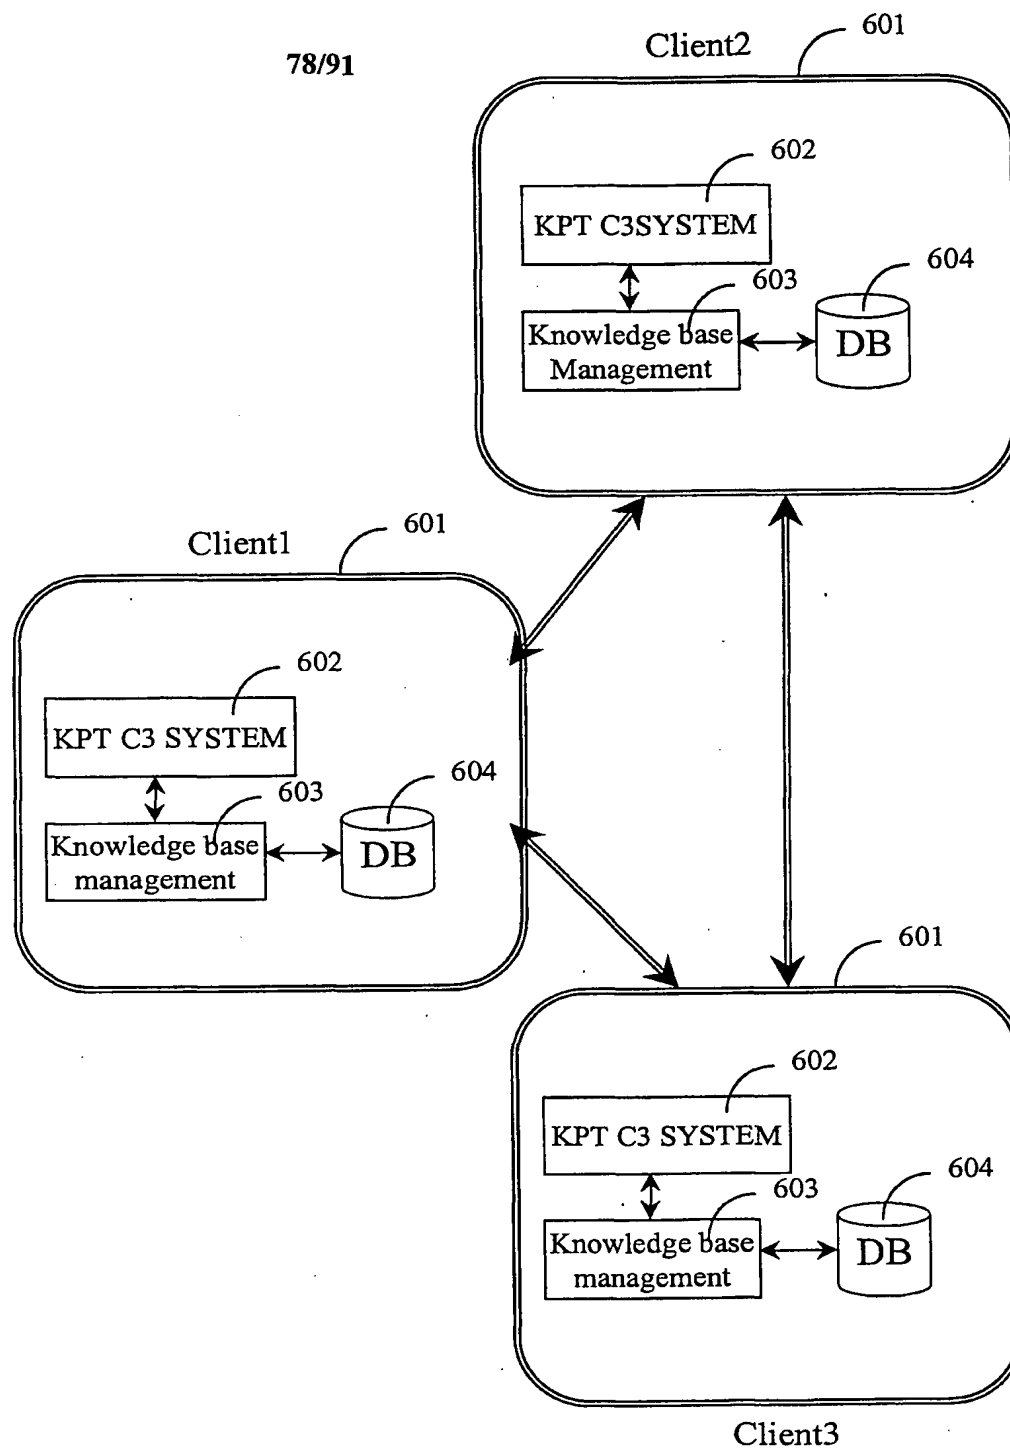 78/91
Client2
601
602
KPT C3SYSTEM
603
604
Knowledge base
Management
DB
Client1
601
602
KPT C3 SYSTEM
603
604
Knowledge base
management
DB
601
602
KPT C3 SYSTEM
603
604
Knowledge base
management
DB
Client3